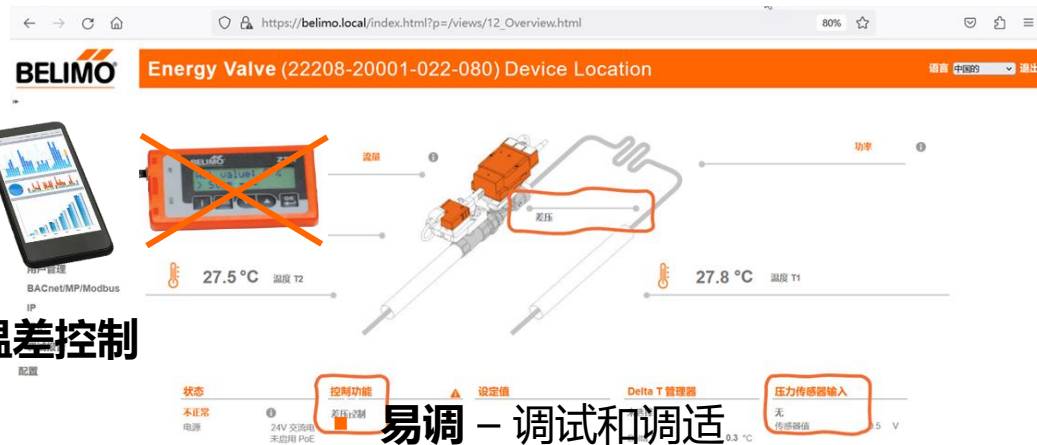 https://belimo.local/index.html?p=/views/12_Overview.html
80%
BELIMO
Energy Valve (22208-20001-022-080) Device Location
语言 中国的 退出
BELIMO
流量
功率
差压
用户管理
27.5 °C 温度 T2
27.8 °C 温度 T1
BACnet/MP/Modbus
IP
温差控制
配置
状态
控制功能
设定值
Delta T 管理器
压力传感器输入
不正常
差压控制
无
电源
24V 交流电
未启用 PoE
0.3 °C
传感器值
0.5 V
易调 – 调试和调适